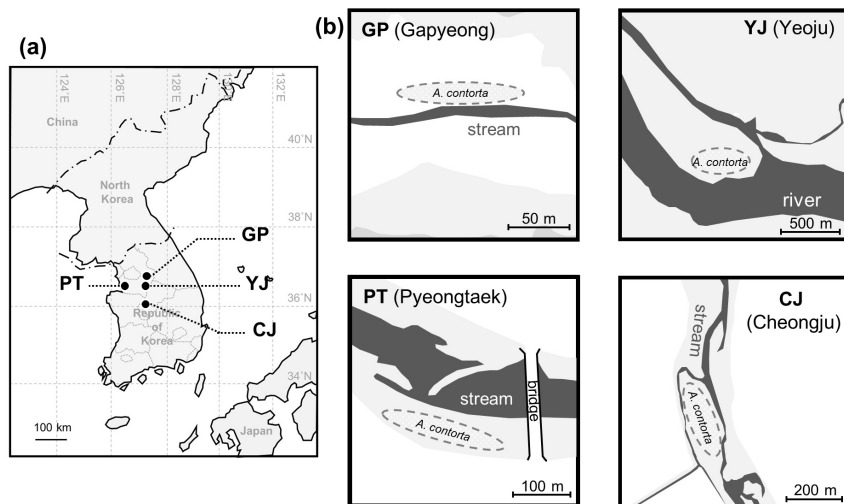 (a)
124°E
126°E
128°E
132°E
China
40°N
North
Korea
38°N
GP
PT
YJ
36°N
Republic
of
Korea
CJ
34°N
Japan
100 km
(b)
GP (Gapyeong)
A. contorta
stream
50 m
YJ (Yeoju)
A. contorta
river
500 m
PT (Pyeongtaek)
stream
bridge
A. contorta
100 m
CJ
(Cheongju)
stream
A. contorta
200 m